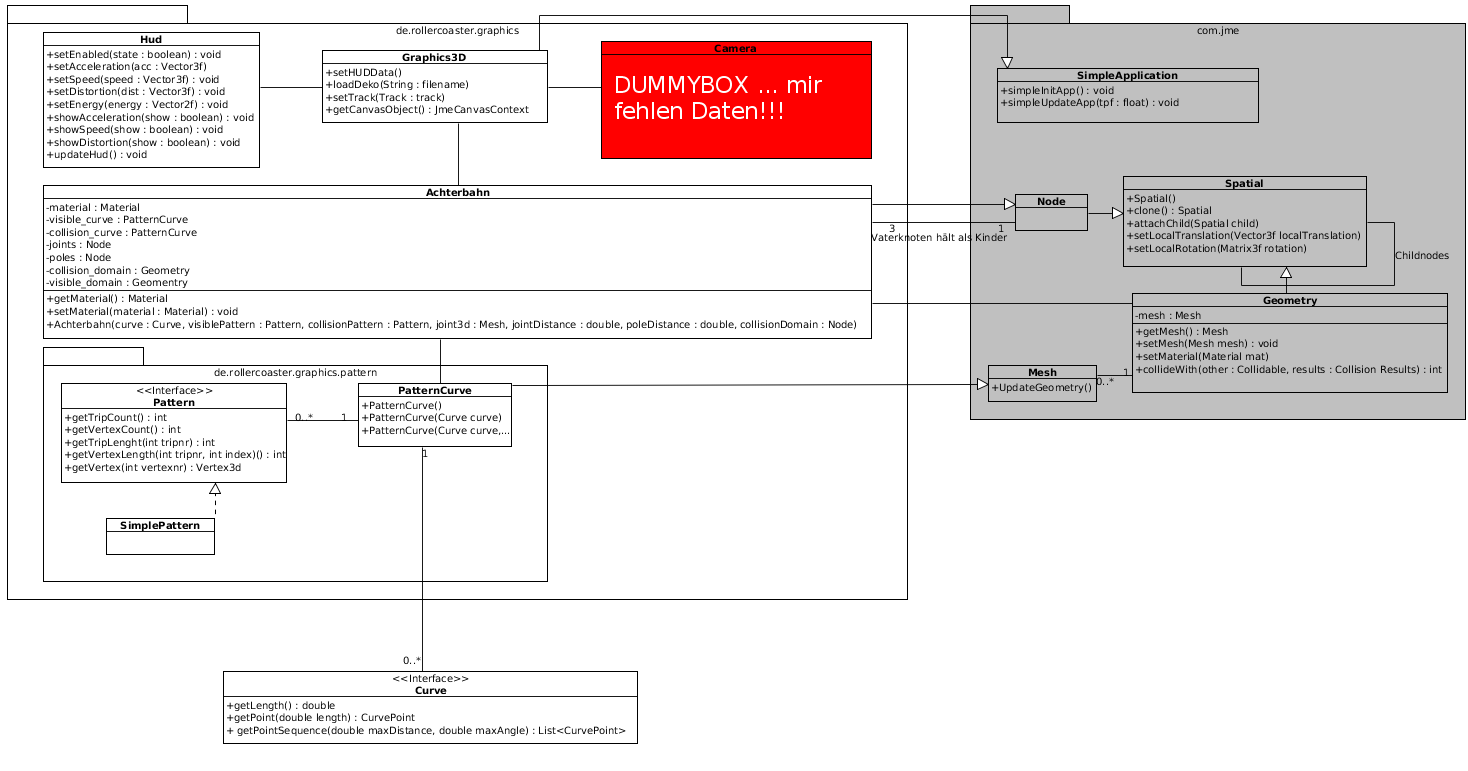 de.rollercoaster.graphics
Hud
+setEnabled(state : boolean) : void
+setAcceleration(acc : Vector3f)
+setSpeed(speed : Vector3f) : void
+setDistortion(dist : Vector3f) : void
+setEnergy(energy : Vector2f) : void
+showAcceleration(show : boolean) : void
+showSpeed(show : boolean) : void
+showDistortion(show : boolean) : void
+updateHud() : void
Graphics3D
+setHUDData()
+loadDeko(String : filename)
+setTrack(Track : track)
+getCanvasObject() : JmeCanvasContext
Camera
DUMMYBOX ... mir
fehlen Daten!!!
Achterbahn
-material : Material
-visible_curve : PatternCurve
-collision_curve : PatternCurve
-joints : Node
-poles : Node
-collision_domain : Geometry
-visible_domain : Geomentry
+getMaterial() : Material
+setMaterial(material : Material) : void
+Achterbahn(curve : Curve, visiblePattern : Pattern, collisionPattern : Pattern, joint3d : Mesh, jointDistance : double, poleDistance : double, collisionDomain : Node)
3
1
Vaterknoten hält als Kinder
de.rollercoaster.graphics.pattern
<<Interface>>
Pattern
+getTripCount() : int
+getVertexCount() : int
+getTripLenght(int tripnr) : int
+getVertexLength(int tripnr, int index)() : int
+getVertex(int vertexnr) : Vertex3d
0..*
1
PatternCurve
+PatternCurve()
+PatternCurve(Curve curve)
+PatternCurve(Curve curve,...
1
SimplePattern
0..*
<<Interface>>
Curve
+getLength() : double
+getPoint(double length) : CurvePoint
+ getPointSequence(double maxDistance, double maxAngle) : List<CurvePoint>
com.jme
SimpleApplication
+simpleInitApp() : void
+simpleUpdateApp(tpf : float) : void
Node
Spatial
+Spatial()
+clone() : Spatial
+attachChild(Spatial child)
+setLocalTranslation(Vector3f localTranslation)
+setLocalRotation(Matrix3f rotation)
Childnodes
Geometry
-mesh : Mesh
+getMesh() : Mesh
+setMesh(Mesh mesh) : void
+setMaterial(Material mat)
+collideWith(other : Collidable, results : Collision Results) : int
Mesh
+UpdateGeometry()
0..*
1